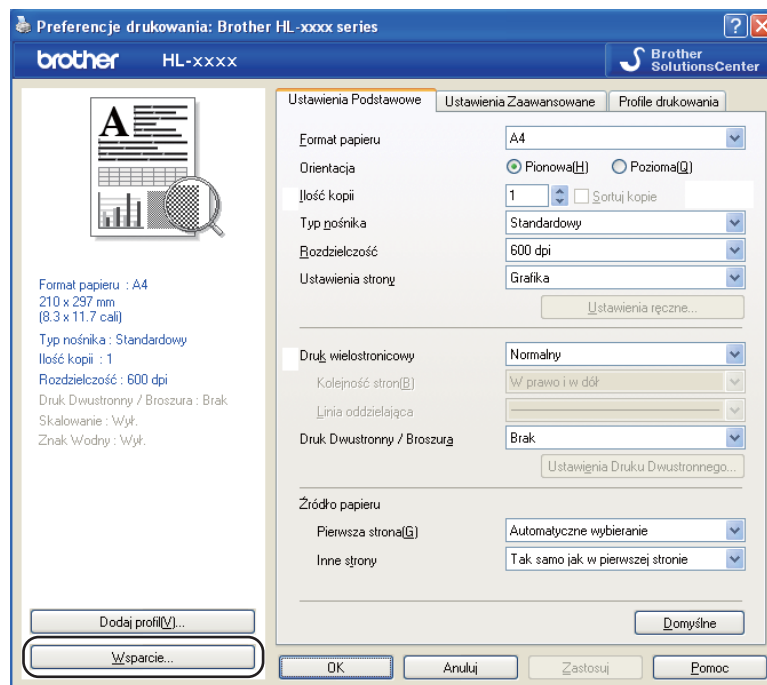 Preferencje drukowania: Brother HL-xxxx series
brother HL-xxxx
Brother
SolutionsCenter
A
Format papieru : A4
210 x 297 mm
(8.3 x 11.7 cali)
Typ nośnika : Standardowy
Ilość kopii : 1
Rozdzielczość : 600 dpi
Druk Dwustronny / Broszura : Brak
Skalowanie : Wył.
Znak Wodny : Wył.
Dodaj profil(V)...
Wsparcie...
Ustawienia Podstawowe Ustawienia Zaawansowane Profile drukowania
Format papieru A4
Orientacja Pionowa(H) Pozioma(Q)
Ilość kopii 1 Sortuj kopie
Typ nośnika Standardowy
Rozdzielczość 600 dpi
Ustawienia strony Grafika
Ustawienia ręczne...
Druk wielostronicowy Normalny
Kolejność stron(B) W prawo i w dół
Linia oddzielająca
Druk Dwustronny / Broszura Brak
Ustawienia Druku Dwustronnego...
Źródło papieru
Pierwsza strona(G) Automatyczne wybieranie
Inne strony Tak samo jak w pierwszej stronie
Domyślne
OK Anuluj Zastosuj Pomoc